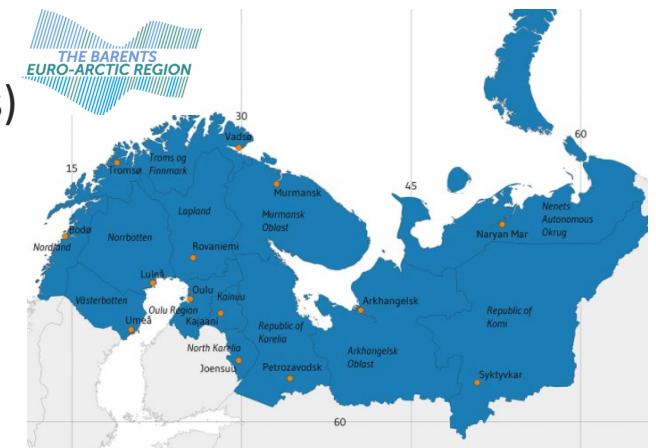 THE BARENTS
EURO-ARCTIC REGION
s)
30
60
15
45
Vadsø
Troms og
Finnmark
Tromsø
Murmansk
Murmansk
Oblast
Lapland
Bodø
Nordland
Norrbotten
Rovaniemi
Nenets
Autonomous
Okrug
Naryan Mar
Luleå
Oulu
Västerbotten
Oulu Region
Kainuu
Umeå
Kajaani
Arkhangelsk
Republic of
Karelia
Republic of
Komi
North Karelia
Joensuu
Arkhangelsk
Oblast
Petrozavodsk
Syktyvkar
60